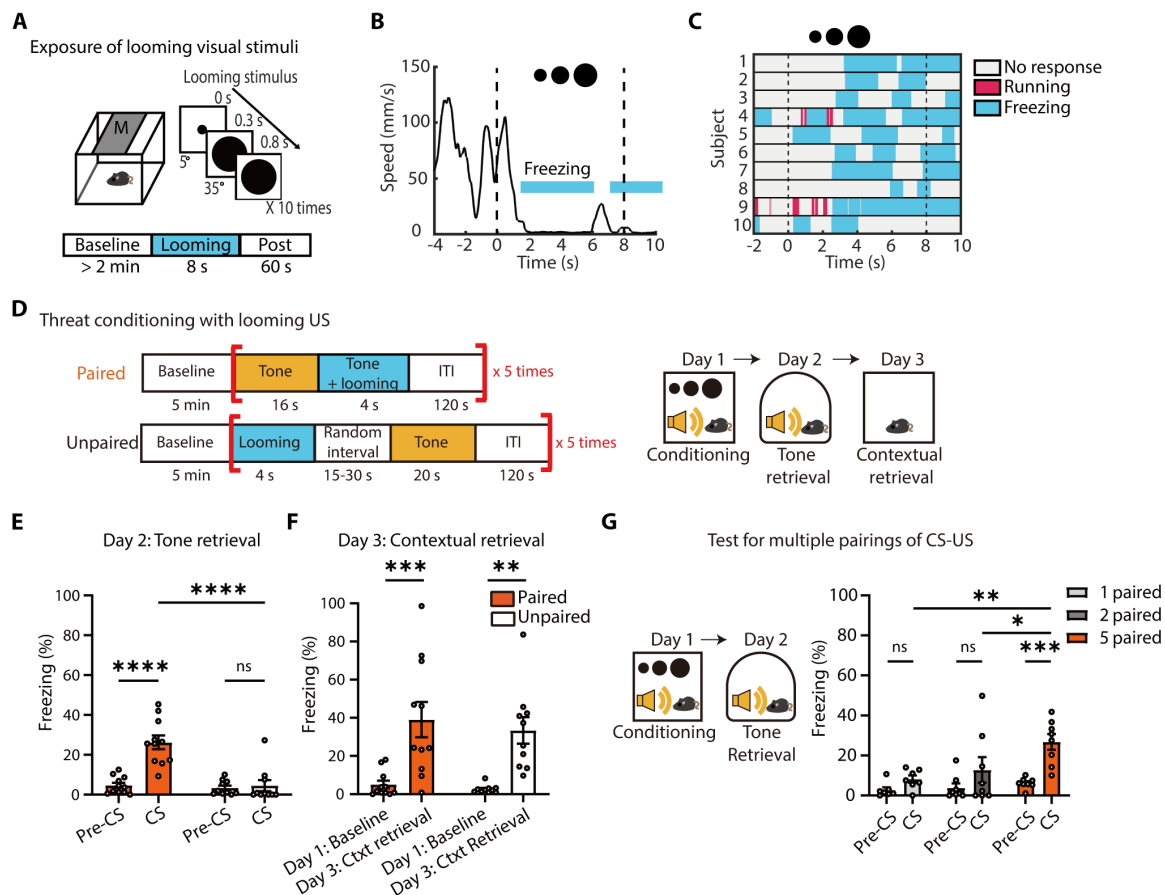 A
Exposure of looming visual stimuli
Looming stimulus
0 s
0.3 s
0.8 s
M
5°
35°
X 10 times
Baseline Looming Post
> 2 min 8 s 60 s
B
Speed (mm/s)
150
100
50
0
Freezing
-4 -2 0 2 4 6 8 10
Time (s)
C
Subject
1
2
3
4
5
6
7
8
9
10
-2 0 2 4 6 8 10
Time (s)
No response
Running
Freezing
D
Threat conditioning with looming US
Paired
Baseline Tone Tone + looming ITI
x 5 times
5 min 16 s 4 s 120 s
Unpaired
Baseline Looming Random interval Tone ITI
x 5 times
5 min 4 s 15-30 s 20 s 120 s
Day 1 Day 2 Day 3
Conditioning
Tone retrieval
Contextual retrieval
E
Day 2: Tone retrieval
Freezing (%)
100
80
60
40
20
0
****
****
ns
Pre-CS CS Pre-CS CS
F
Day 3: Contextual retrieval
Freezing (%)
100
80
60
40
20
0
***
**
Paired
Unpaired
Day 1: Baseline
Day 3: Ctxt retrieval
Day 1: Baseline
Day 3: Ctxt Retrieval
G
Test for multiple pairings of CS-US
Day 1 Day 2
Conditioning
Tone
Retrieval
Freezing (%)
100
80
60
40
20
0
ns
ns
**
*
***
1 paired
2 paired
5 paired
Pre-CS CS Pre-CS CS Pre-CS CS